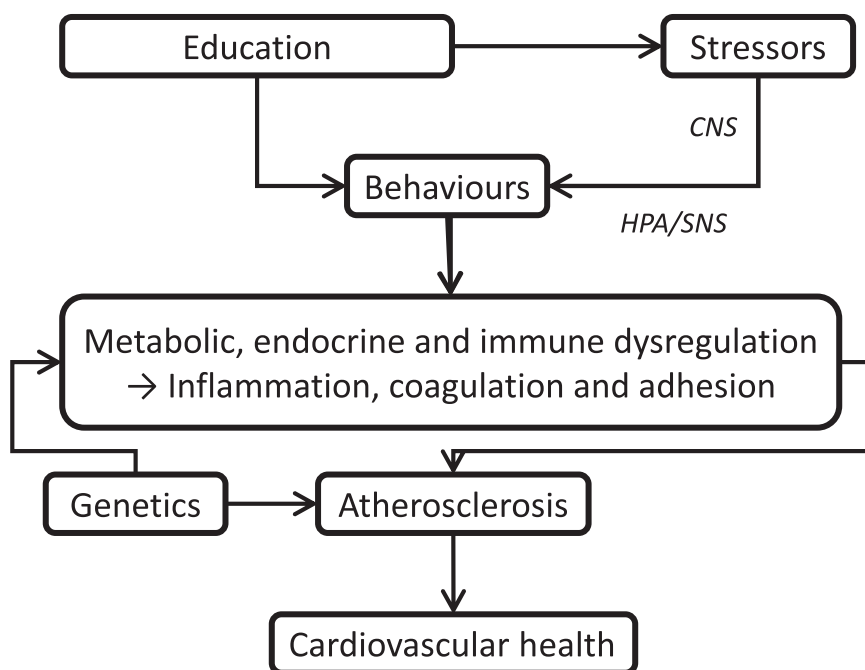 Education
Stressors
CNS
Behaviours
HPA/SNS
Metabolic, endocrine and immune dysregulation
→ Inflammation, coagulation and adhesion
Genetics
Atherosclerosis
Cardiovascular health